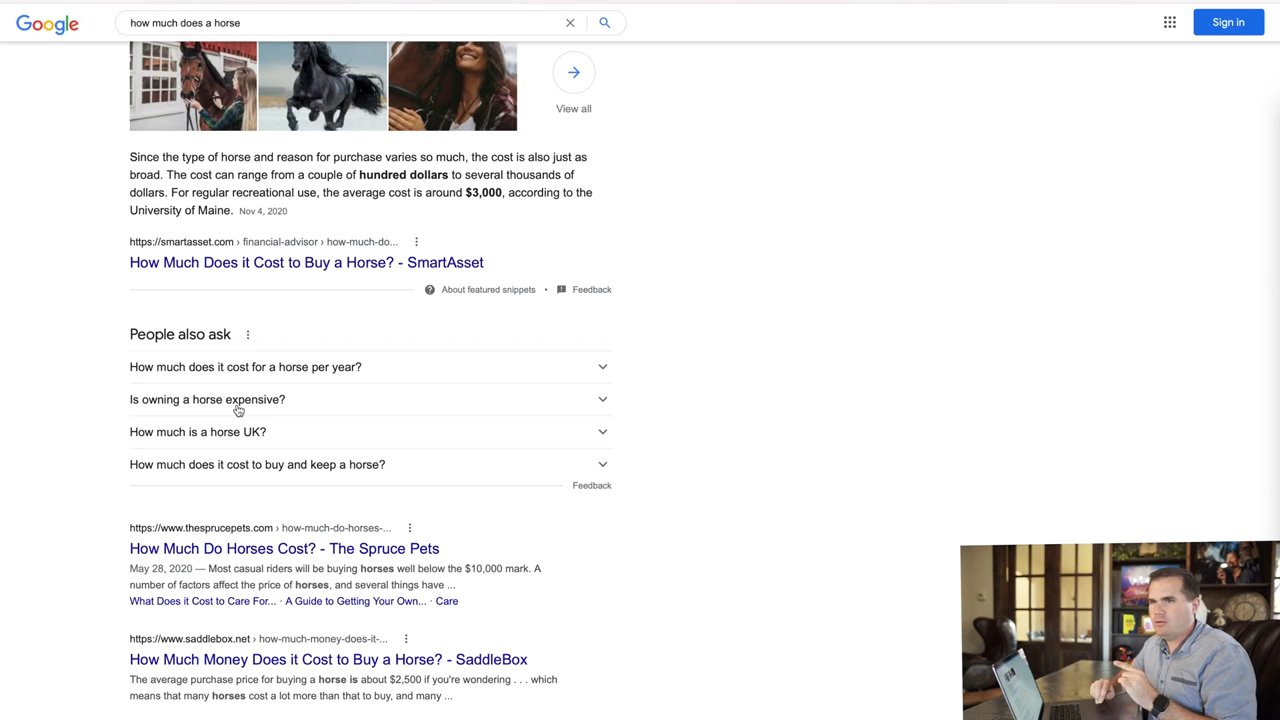 Google
how much does a horse
Sign in
View all
Since the type of horse and reason for purchase varies so much, the cost is also just as
broad. The cost can range from a couple of hundred dollars to several thousands of
dollars. For regular recreational use, the average cost is around $3,000, according to the
University of Maine. Nov 4, 2020
https://smartasset.com › financial-advisor › how-much-do...
How Much Does it Cost to Buy a Horse? - SmartAsset
About featured snippets • Feedback
People also ask
How much does it cost for a horse per year?
Is owning a horse expensive?
How much is a horse UK?
How much does it cost to buy and keep a horse?
Feedback
https://www.thesprucepets.com › how-much-do-horses-...
How Much Do Horses Cost? - The Spruce Pets
May 28, 2020 — Most casual riders will be buying horses well below the $10,000 mark. A
number of factors affect the price of horses, and several things have ...
What Does it Cost to Care For... · A Guide to Getting Your Own... · Care
https://www.saddlebox.net › how-much-money-does-it-...
How Much Money Does it Cost to Buy a Horse? - SaddleBox
The average purchase price for buying a horse is about $2,500 if you're wondering . . . which
means that many horses cost a lot more than that to buy, and many ...